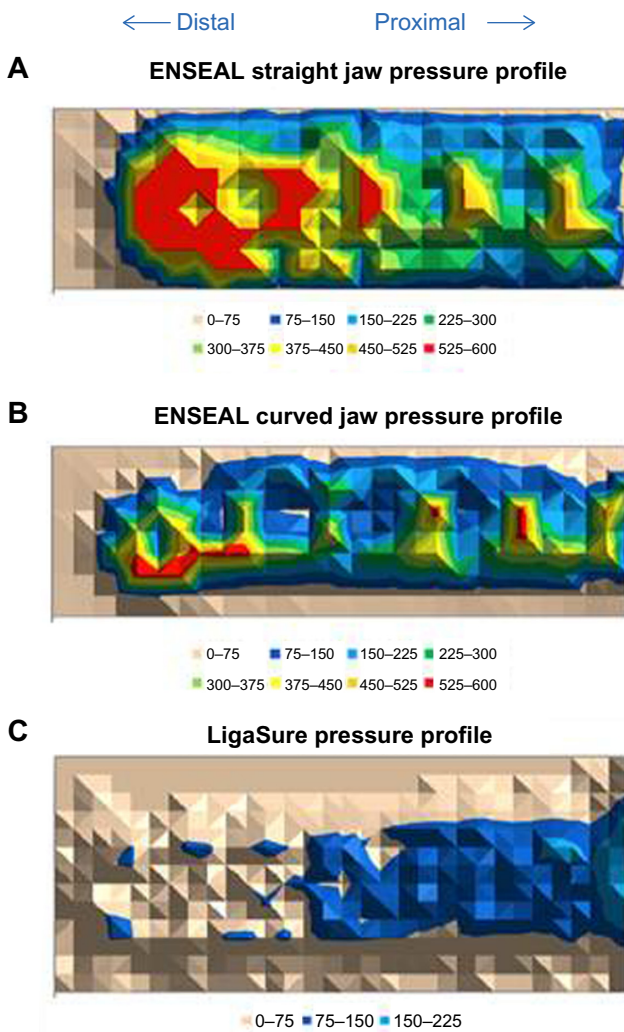 Distal Proximal
A ENSEAL straight jaw pressure profile
0–75 75–150 150–225 225–300
300–375 375–450 450–525 525–600
B ENSEAL curved jaw pressure profile
0–75 75–150 150–225 225–300
300–375 375–450 450–525 525–600
C LigaSure pressure profile
0–75 75–150 150–225